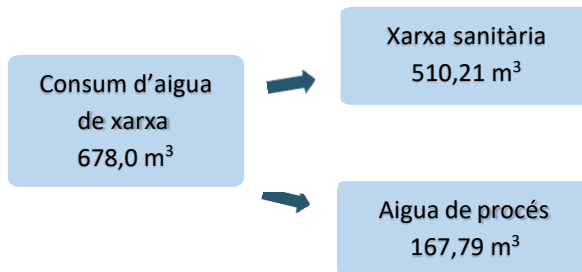 Consum d’aigua
de xarxa
678,0 m³
Xarxa sanitària
510,21 m³
Aigua de procés
167,79 m³